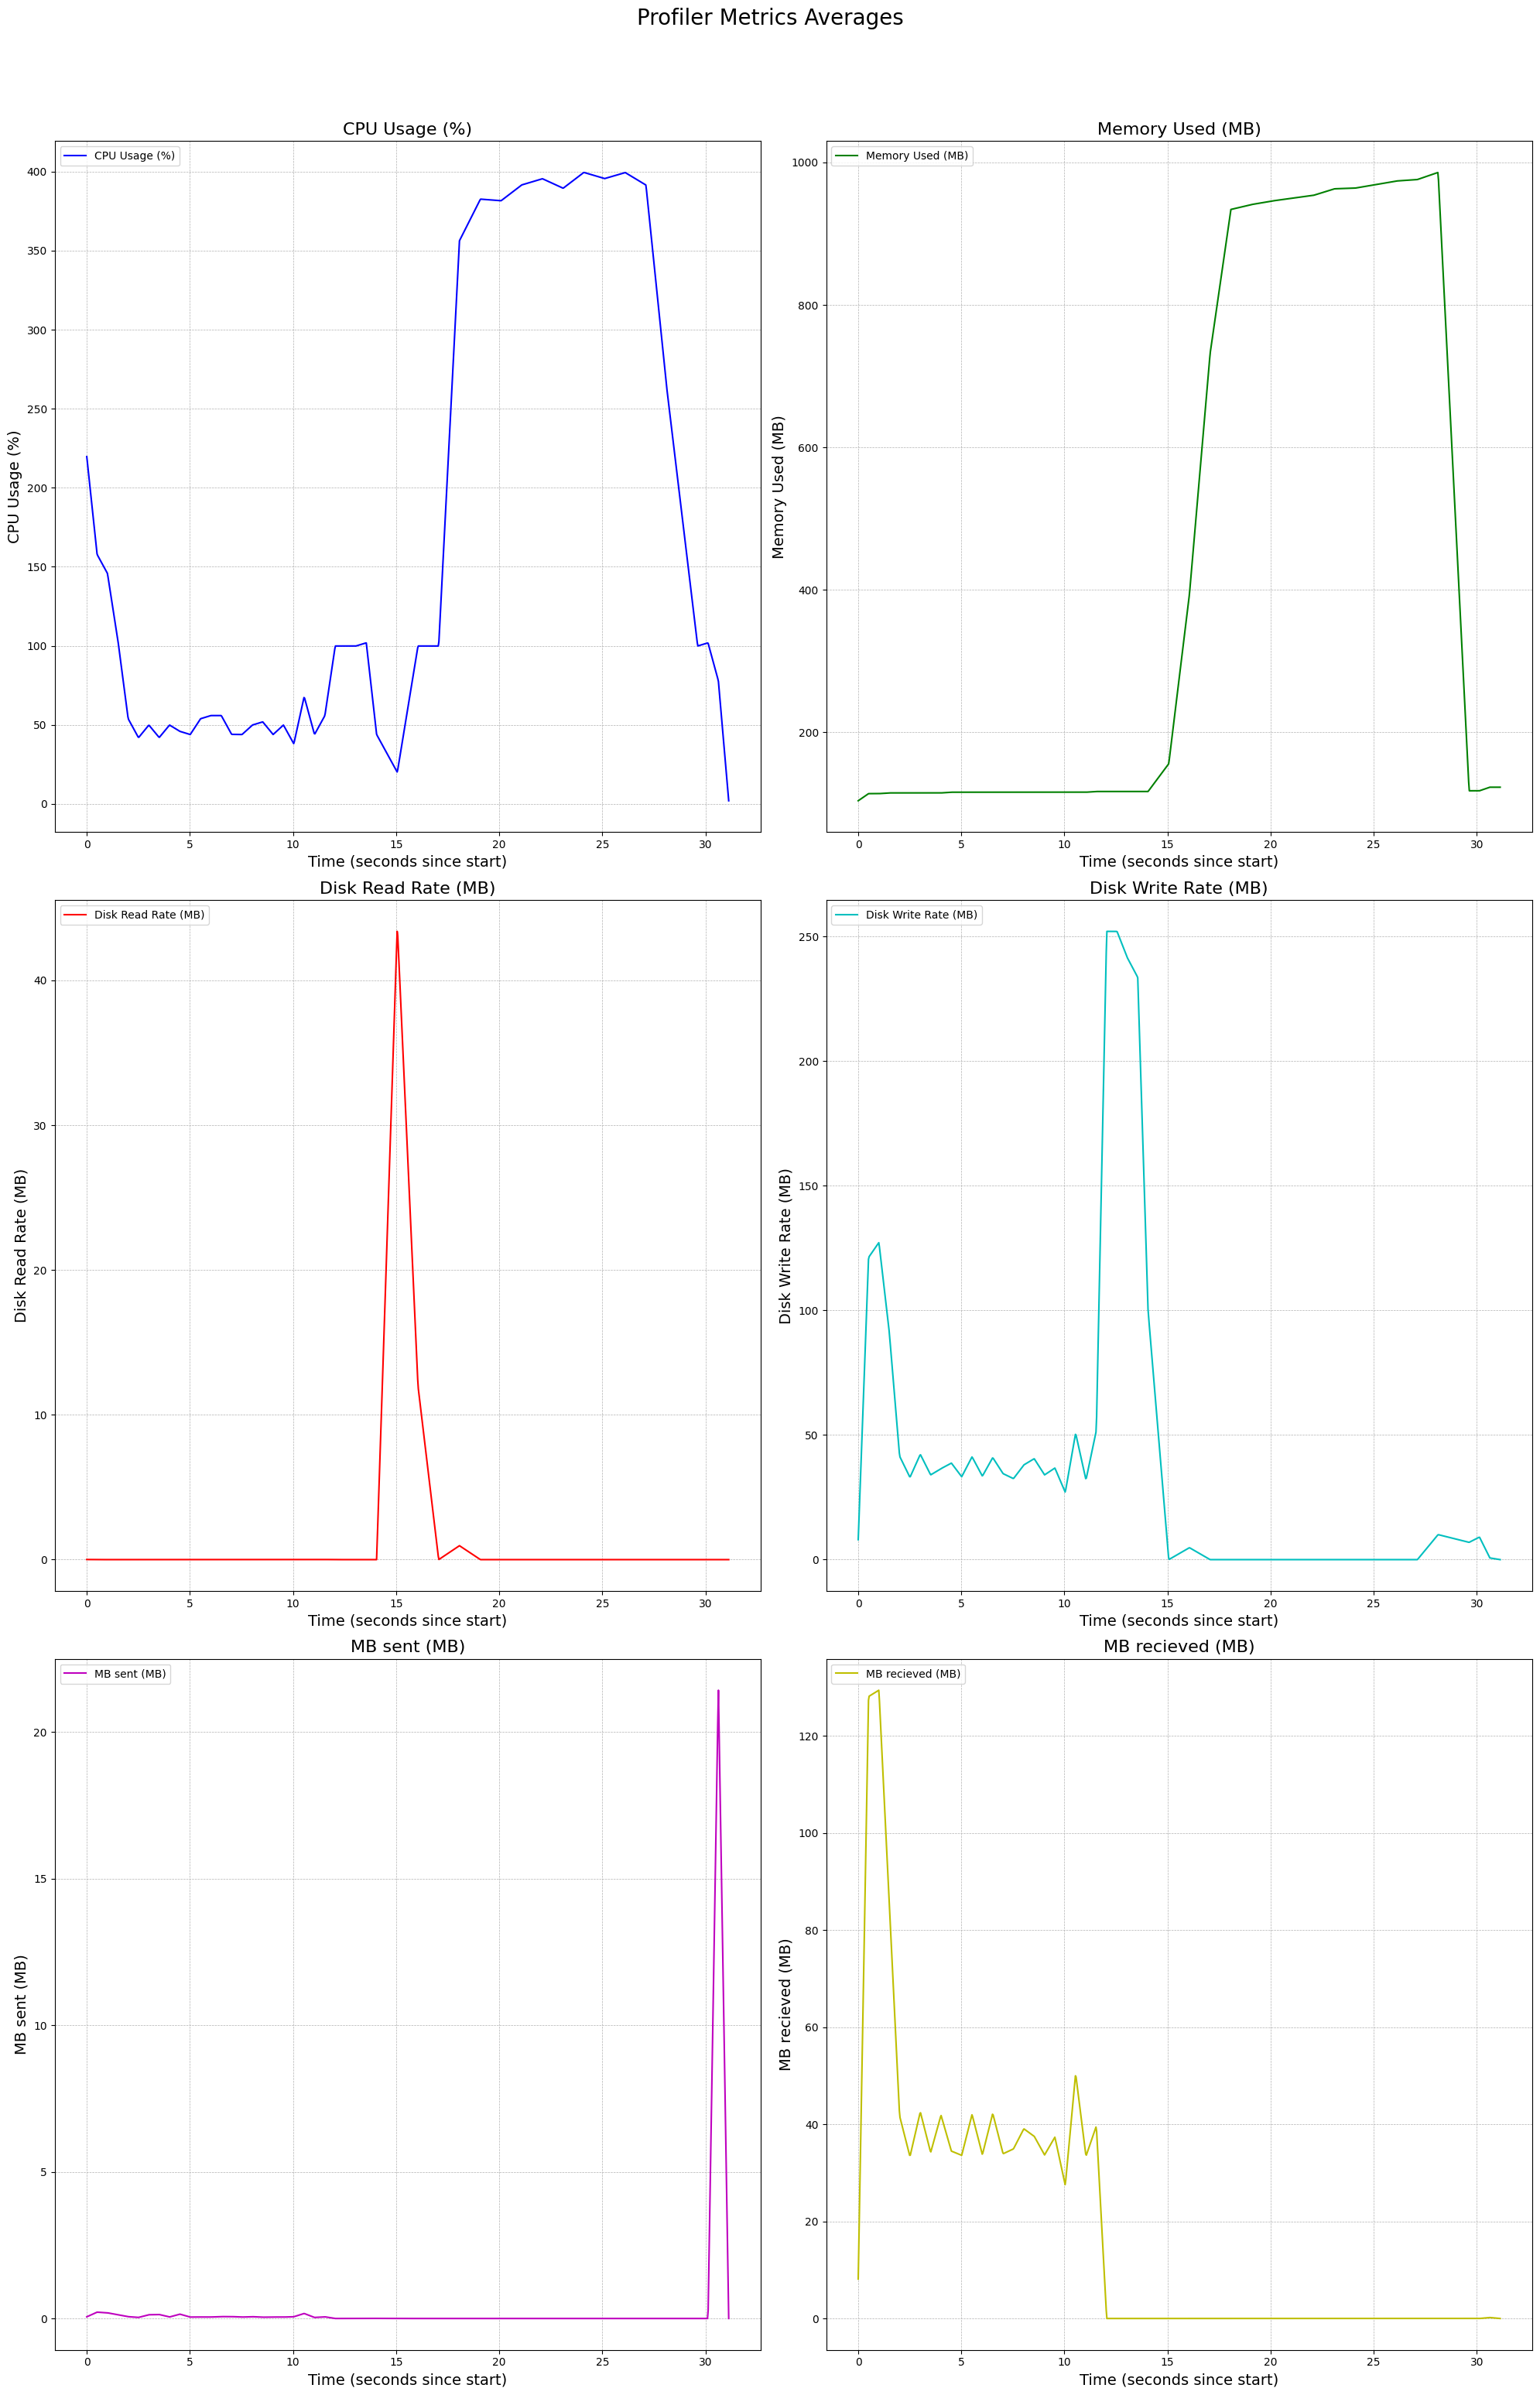 Profiler Metrics Averages
CPU Usage (%)
CPU Usage (%)
400
350
300
250
200
150
100
50
0
CPU Usage (%)
0 5 10 15 20 25 30
Time (seconds since start)
Memory Used (MB)
Memory Used (MB)
1000
800
600
400
200
Memory Used (MB)
0 5 10 15 20 25 30
Time (seconds since start)
Disk Read Rate (MB)
Disk Read Rate (MB)
40
30
20
10
0
Disk Read Rate (MB)
0 5 10 15 20 25 30
Time (seconds since start)
Disk Write Rate (MB)
Disk Write Rate (MB)
250
200
150
100
50
0
Disk Write Rate (MB)
0 5 10 15 20 25 30
Time (seconds since start)
MB sent (MB)
MB sent (MB)
20
15
10
5
0
MB sent (MB)
0 5 10 15 20 25 30
Time (seconds since start)
MB recieved (MB)
MB recieved (MB)
120
100
80
60
40
20
0
MB recieved (MB)
0 5 10 15 20 25 30
Time (seconds since start)